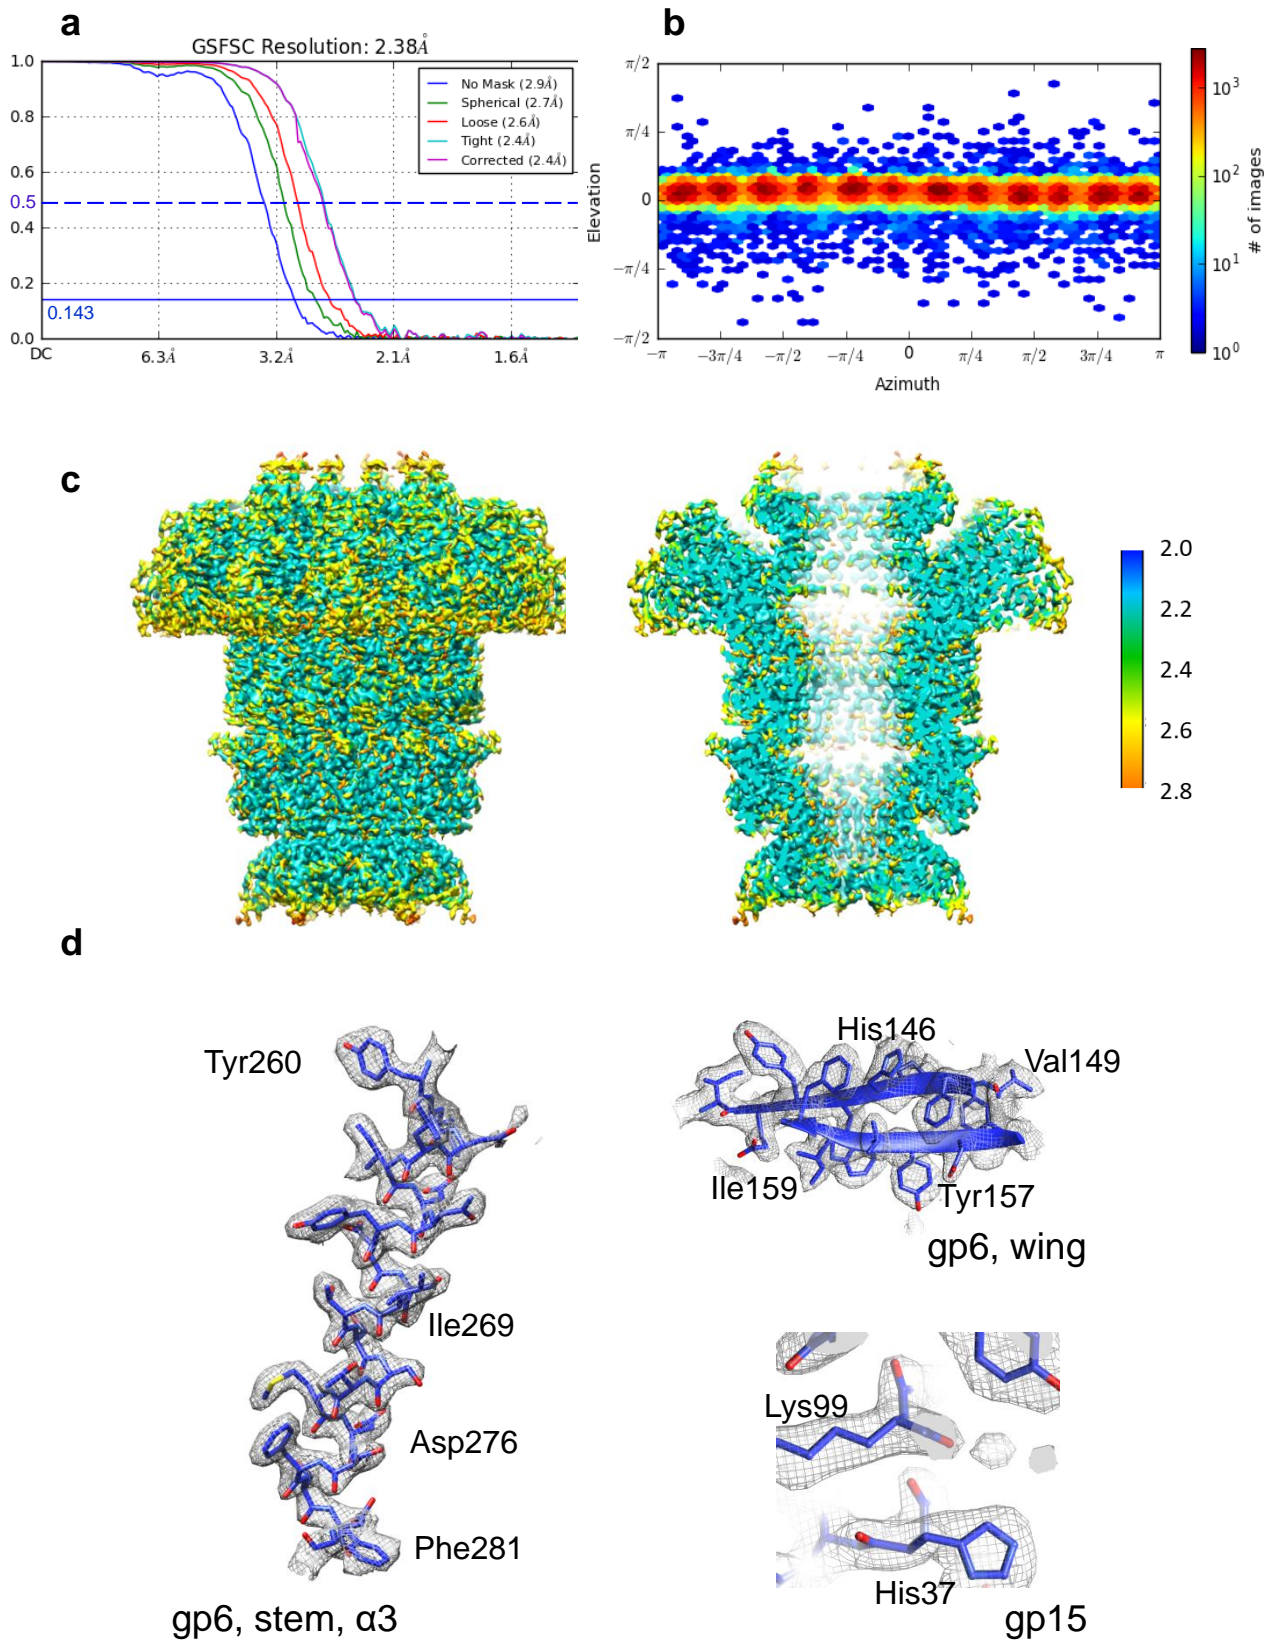 a
GSFSC Resolution: 2.38Å
1.0
0.8
0.6
0.5
0.4
0.2
0.143
0.0
DC
6.3Å
3.2Å
2.1Å
1.6Å
No Mask (2.9Å)
Spherical (2.7Å)
Loose (2.6Å)
Tight (2.4Å)
Corrected (2.4Å)
b
π/2
π/4
0
−π/4
−π/2
Elevation
−π
−3π/4
−π/2
−π/4
0
π/4
π/2
3π/4
π
Azimuth
10³
10²
10¹
10⁰
# of images
c
2.0
2.2
2.4
2.6
2.8
d
Tyr260
Ile269
Asp276
Phe281
gp6, stem, α3
His146
Val149
Ile159
Tyr157
gp6, wing
Lys99
His37
gp15